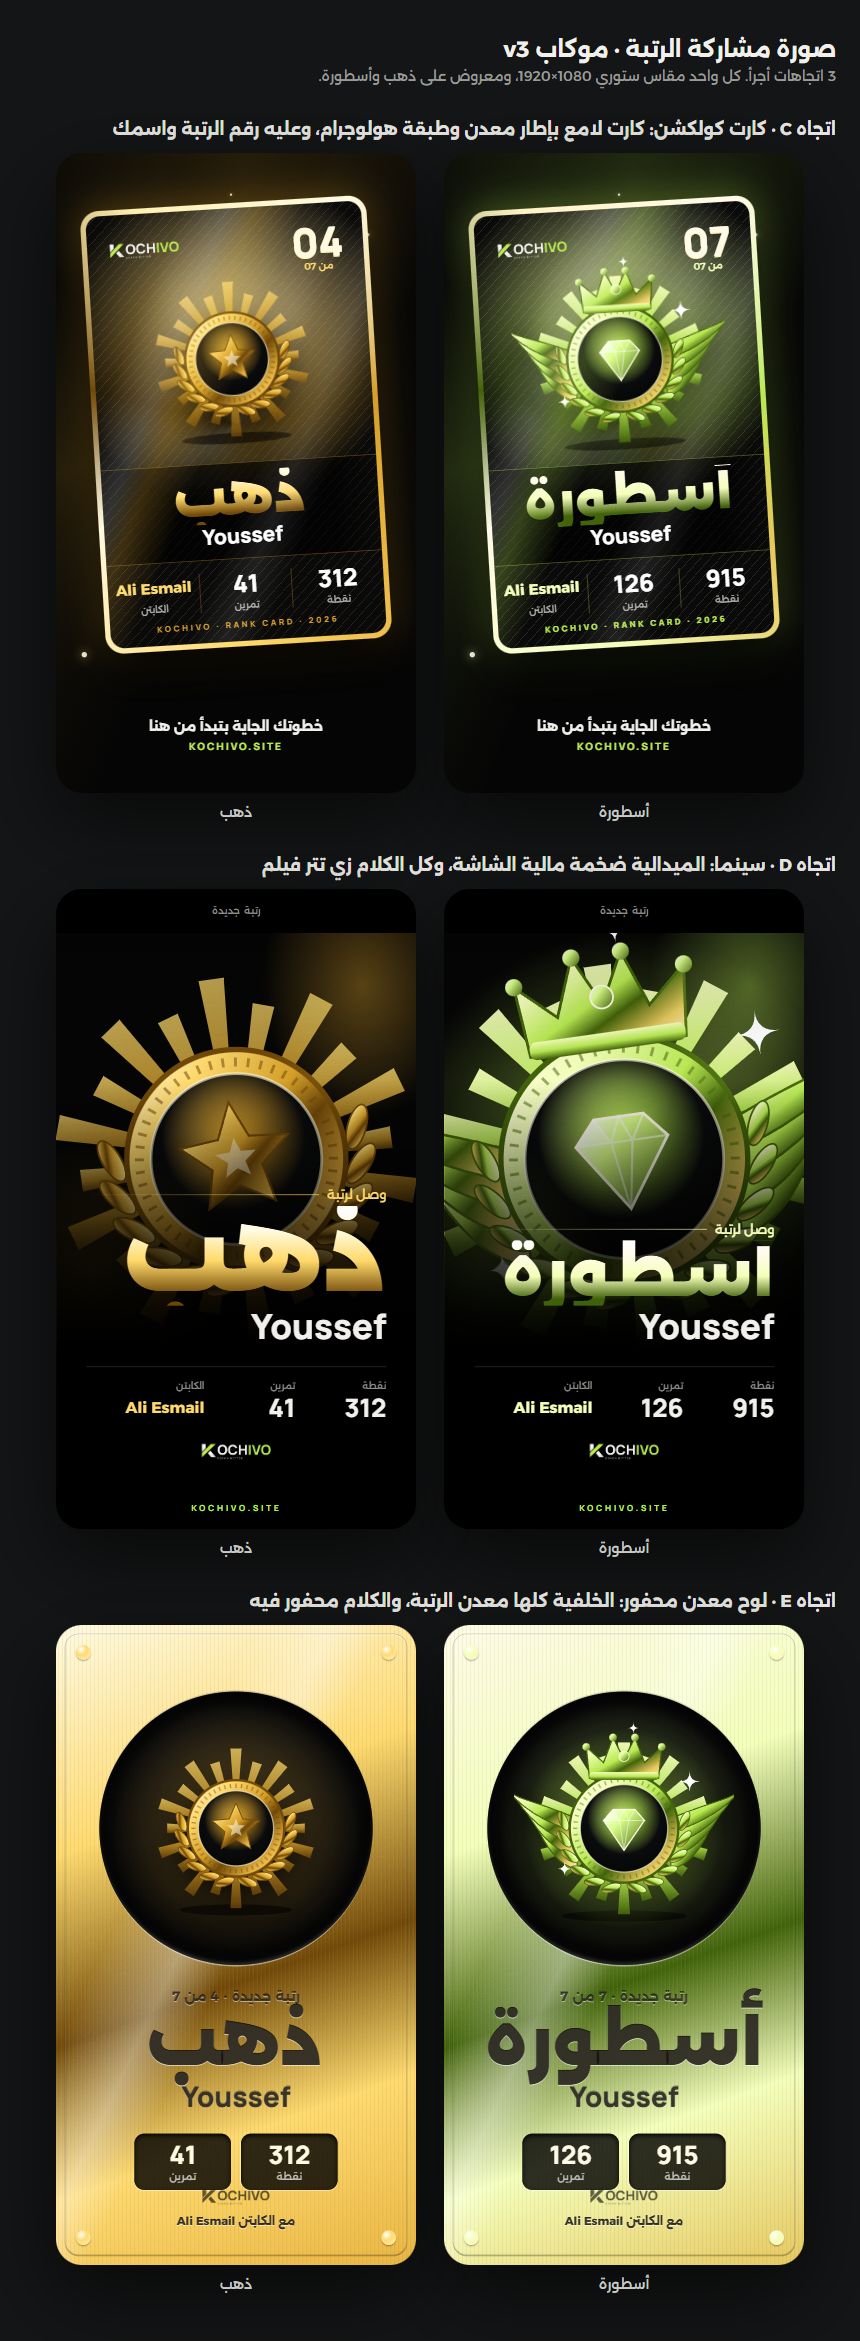 صورة مشاركة الرتبة · موكاب v3
3 اتجاهات أجرأ. كل واحد مقاس ستوري 1080×1920، ومعروض على ذهب وأسطورة.
اتجاه C · كارت كولكشن: كارت لامع بإطار معدن وطبقة هولوجرام، وعليه رقم الرتبة واسمك
07
من 07
KOCHIVO
أسطورة
Youssef
915
نقطة
126
تمرين
Ali Esmail
الكابتن
KOCHIVO · RANK CARD · 2026
خطوتك الجاية بتبدأ من هنا
KOCHIVO.SITE
أسطورة
04
من 07
KOCHIVO
ذهب
Youssef
312
نقطة
41
تمرين
Ali Esmail
الكابتن
KOCHIVO · RANK CARD · 2026
خطوتك الجاية بتبدأ من هنا
KOCHIVO.SITE
ذهب
اتجاه D · سينما: الميدالية ضخمة مالية الشاشة، وكل الكلام زي تتر فيلم
رتبة جديدة
وصل لرتبة
أسطورة
Youssef
نقطة
915
تمرين
126
الكابتن
Ali Esmail
KOCHIVO
KOCHIVO.SITE
أسطورة
رتبة جديدة
وصل لرتبة
ذهب
Youssef
نقطة
312
تمرين
41
الكابتن
Ali Esmail
KOCHIVO
KOCHIVO.SITE
ذهب
اتجاه E · لوح معدن محفور: الخلفية كلها معدن الرتبة، والكلام محفور فيه
رتبة جديدة · 7 من 7
أسطورة
Youssef
915
نقطة
126
تمرين
KOCHIVO
مع الكابتن Ali Esmail
أسطورة
رتبة جديدة · 4 من 7
ذهب
Youssef
312
نقطة
41
تمرين
KOCHIVO
مع الكابتن Ali Esmail
ذهب